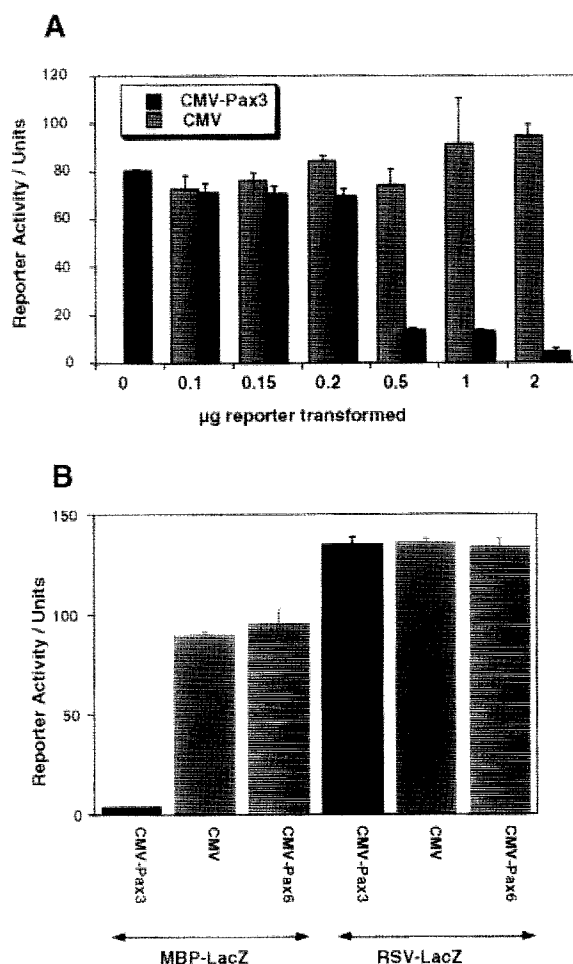 A
120
100
80
60
40
20
0
Reporter Activity / Units
CMV-Pax3
CMV
0 0.1 0.15 0.2 0.5 1 2
µg reporter transformed
B
150
100
50
0
Reporter Activity / Units
CMV-Pax3
CMV
CMV-Pax6
CMV-Pax3
CMV
CMV-Pax6
MBP-LacZ RSV-LacZ